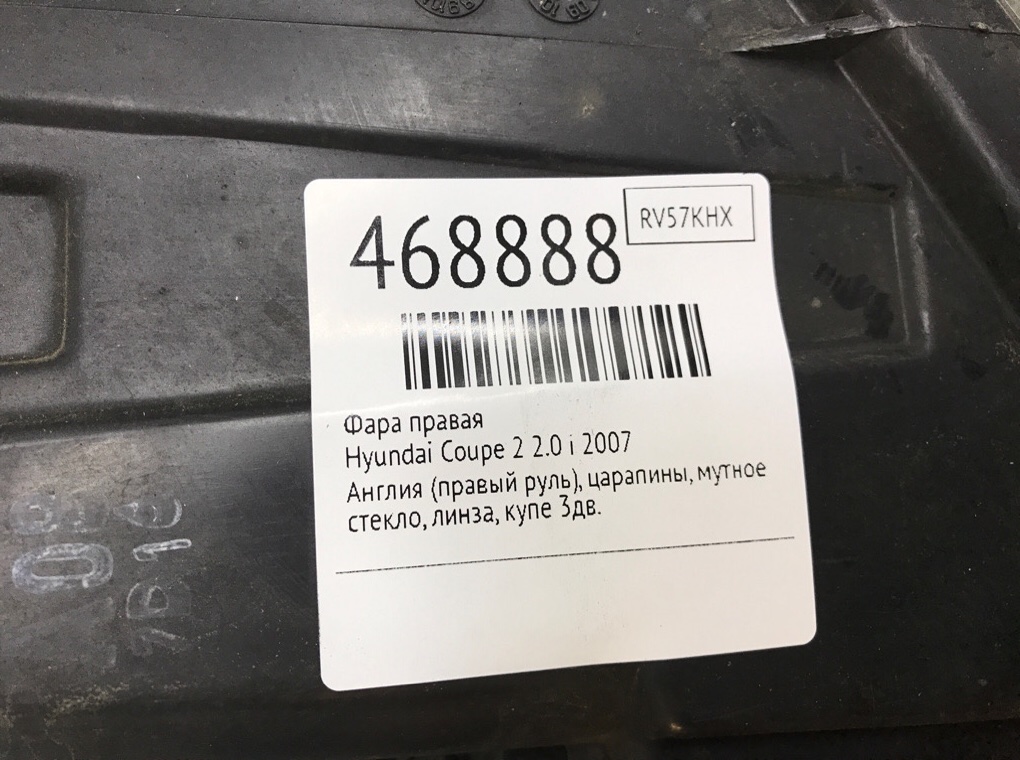 468888
RV57KHX
Фара правая
Hyundai Coupe 2 2.0 i 2007
Англия (правый руль), царапины, мутное
стекло, линза, купе 3дв.